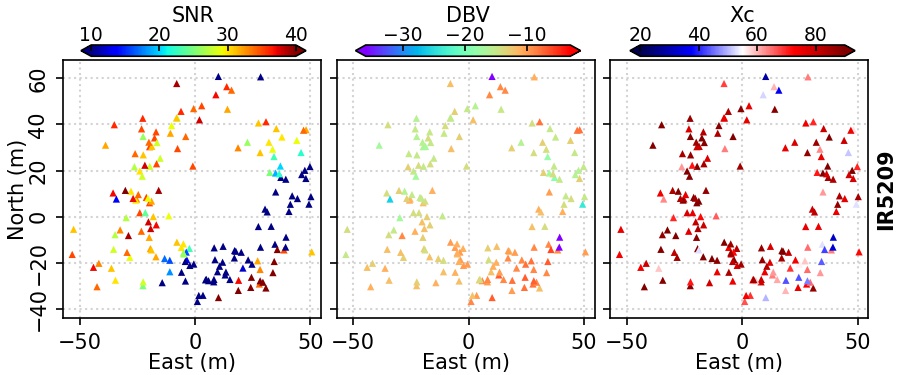 SNR DBV Xc
10 20 30 40 −30 −20 −10 20 40 60 80
60
40
20
0
−20
−40
North (m)
−50 0 50 −50 0 50 −50 0 50
East (m) East (m) East (m)
IR5209